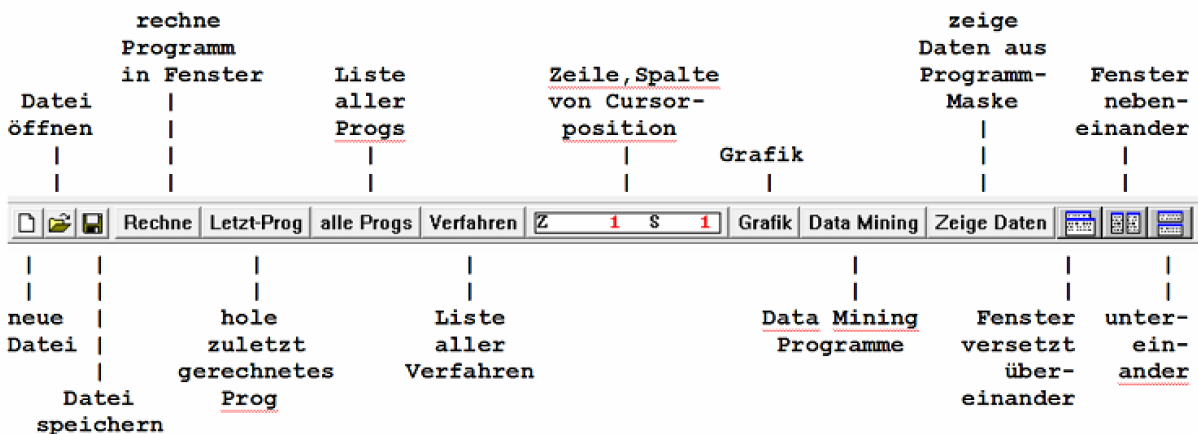 rechne
Programm
in Fenster
Datei
öffnen
Liste
aller
Progs
Zeile,Spalte
von Cursor-
position
Grafik
zeige
Daten aus
Programm-
Maske
Fenster
neben-
einander
Rechne Letzt-Prog alle Progs Verfahren Z 1 S 1 Grafik Data Mining Zeige Daten
neue
Datei
Datei
speichern
hole
zuletzt
gerechnetes
Prog
Liste
aller
Verfahren
Data Mining
Programme
Fenster
versetzt
über-
einander
unter-
ein-
ander